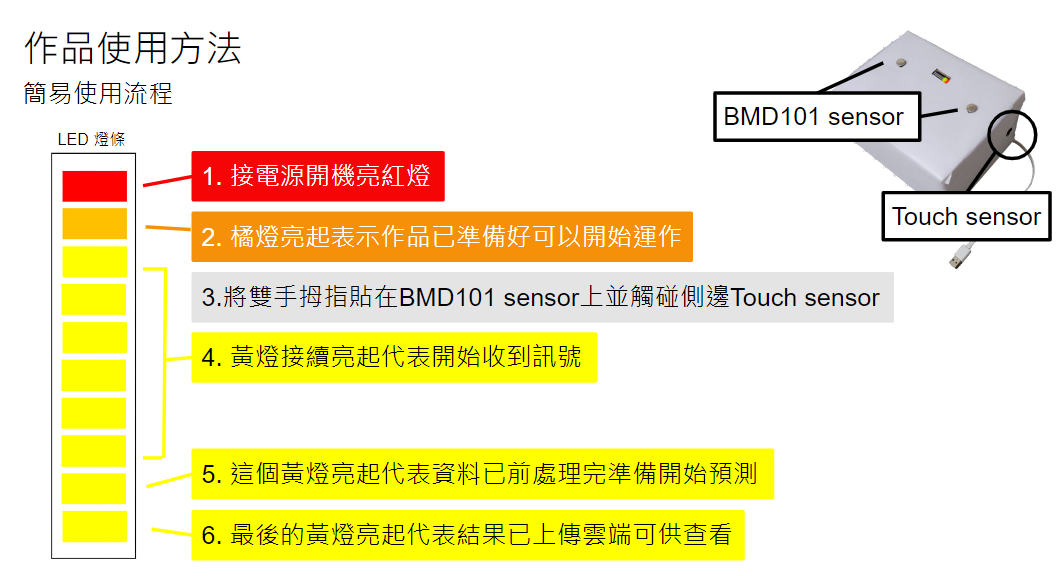 作品使用方法
簡易使用流程
LED 燈條
BMD101 sensor
Touch sensor
1. 接電源開機亮紅燈
2. 橘燈亮起表示作品已準備好可以開始運作
3.將雙手拇指貼在BMD101 sensor上並觸碰側邊Touch sensor
4. 黃燈接續亮起代表開始收到訊號
5. 這個黃燈亮起代表資料已前處理完準備開始預測
6. 最後的黃燈亮起代表結果已上傳雲端可供查看